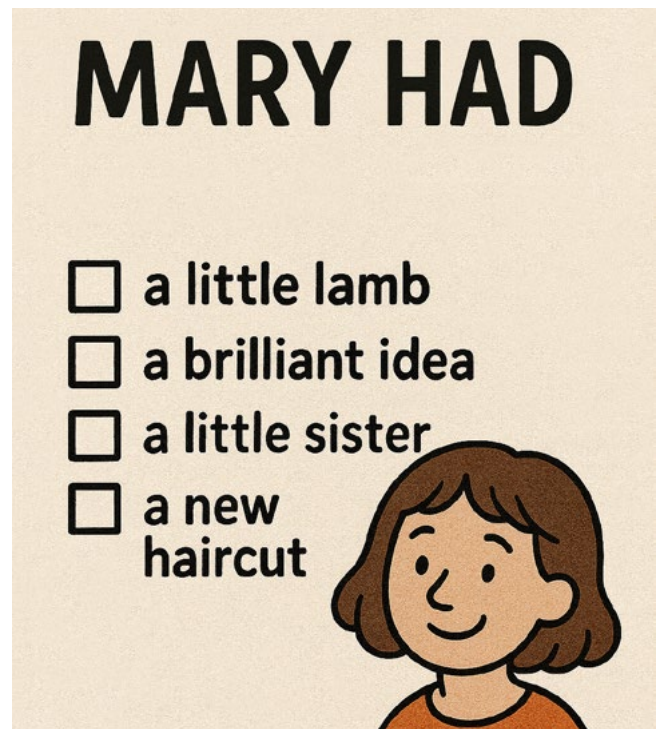 MARY HAD
a little lamb
a brilliant idea
a little sister
a new
haircut